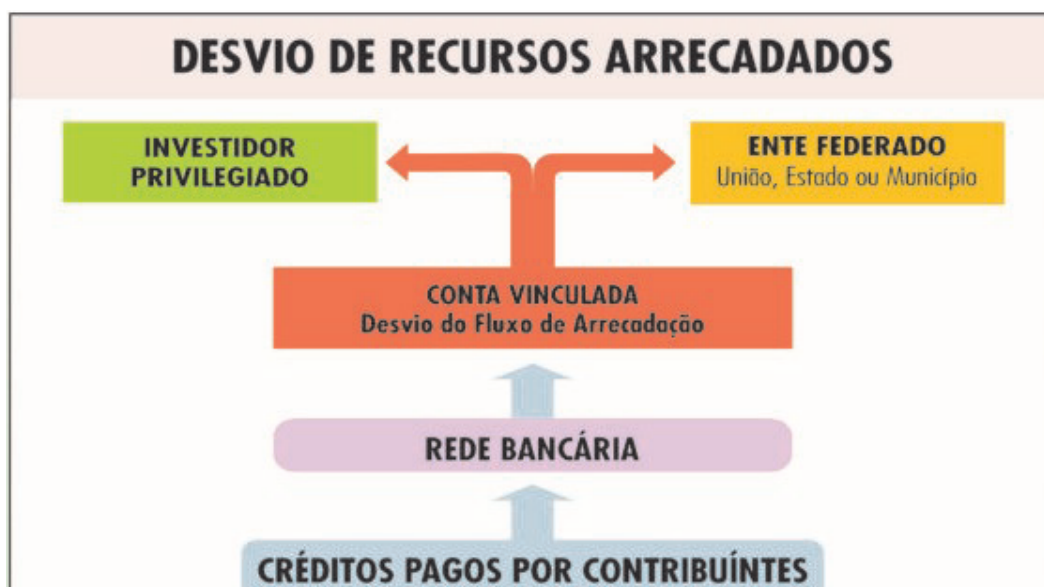 DESVIO DE RECURSOS ARRECADADOS
INVESTIDOR
PRIVILEGIADO
ENTE FEDERADO
União, Estado ou Município
CONTA VINCULADA
Desvio do Fluxo de Arrecadação
REDE BANCÁRIA
CRÉDITOS PAGOS POR CONTRIBUÍNTES